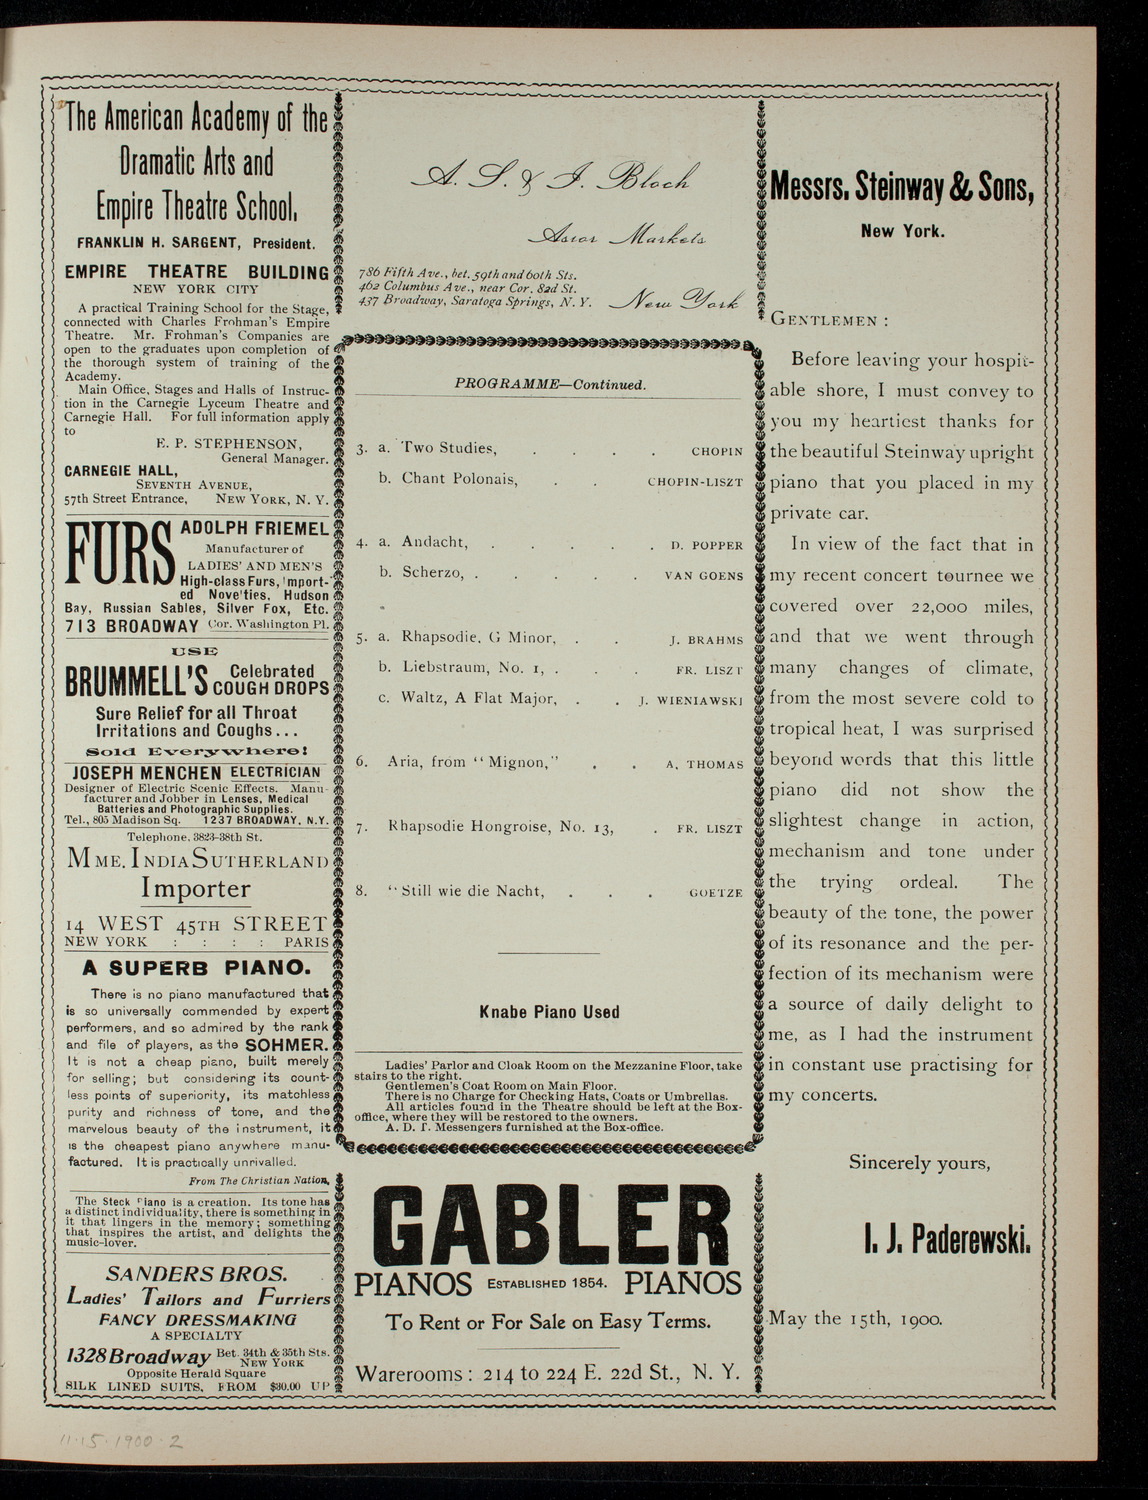 The American Academy of the
Dramatic Arts and
Empire Theatre School.
FRANKLIN H. SARGENT, President.
EMPIRE THEATRE BUILDING
NEW YORK CITY
A practical Training School for the Stage,
connected with Charles Frohman's Empire
Theatre. Mr. Frohman's Companies are
open to the graduates upon completion of
the thorough system of training of the
Academy.
Main Office, Stages and Halls of Instruc-
tion in the Carnegie Lyceum Theatre and
Carnegie Hall. For full information apply
to
E. P. STEPHENSON,
General Manager.
CARNEGIE HALL,
SEVENTH AVENUE,
57th Street Entrance, NEW YORK, N. Y.
FURS ADOLPH FRIEMEL
Manufacturer of
LADIES' AND MEN'S
High-class Furs, Import-
ed Novelties, Hudson
Bay, Russian Sables, Silver Fox, Etc.
713 BROADWAY Cor. Washington Pl.
USE
BRUMMELL'S Celebrated
COUGH DROPS
Sure Relief for all Throat
Irritations and Coughs...
Sold Everywhere!
JOSEPH MENCHEN ELECTRICIAN
Designer of Electric Scenic Effects. Manu-
facturer and Jobber in Lenses, Medical
Batteries and Photographic Supplies.
Tel., 805 Madison Sq. 1237 BROADWAY, N.Y.
Telephone, 3823-38th St.
MME. INDIA SUTHERLAND
Importer
14 WEST 45TH STREET
NEW YORK : : : : PARIS
A SUPERB PIANO.
There is no piano manufactured that
is so universally commended by expert
performers, and so admired by the rank
and file of players, as the SOHMER.
It is not a cheap piano, built merely
for selling; but considering its count-
less points of superiority, its matchless
purity and richness of tone, and the
marvelous beauty of the instrument, it
is the cheapest piano anywhere manu-
factured. It is practically unrivalled.
From The Christian Nation.
The Steck Piano is a creation. Its tone has
a distinct individuality, there is something in
it that lingers in the memory; something
that inspires the artist, and delights the
music-lover.
SANDERS BROS.
Ladies' Tailors and Furriers
FANCY DRESSMAKING
A SPECIALTY
1328 Broadway Bet. 34th & 35th Sts.
NEW YORK
Opposite Herald Square
SILK LINED SUITS, FROM $30.00 UP
A. S. & I. Bloch
Astor Markets
786 Fifth Ave., bet. 59th and 60th Sts.
462 Columbus Ave., near Cor. 82d St.
437 Broadway, Saratoga Springs, N. Y. New York
PROGRAMME—Continued.
3. a. Two Studies, . . . . CHOPIN
b. Chant Polonais, . . CHOPIN-LISZT
4. a. Andacht, . . . . . . D. POPPER
b. Scherzo, . . . . . . VAN GOENS
5. a. Rhapsodie, G Minor, . . J. BRAHMS
b. Liebstraum, No. 1, . . . FR. LISZT
c. Waltz, A Flat Major, . . J. WIENIAWSKI
6. Aria, from "Mignon," . . A. THOMAS
7. Rhapsodie Hongroise, No. 13, . FR. LISZT
8. "Still wie die Nacht, . . . GOETZE
Knabe Piano Used
Ladies' Parlor and Cloak Room on the Mezzanine Floor, take
stairs to the right.
Gentlemen's Coat Room on Main Floor.
There is no Charge for Checking Hats, Coats or Umbrellas.
All articles found in the Theatre should be left at the Box-
office, where they will be restored to the owners.
A. D. T. Messengers furnished at the Box-office.
GABLER
PIANOS ESTABLISHED 1854. PIANOS
To Rent or For Sale on Easy Terms.
Warerooms: 214 to 224 E. 22d St., N. Y.
Messrs. Steinway & Sons,
New York.
GENTLEMEN:
Before leaving your hospit-
able shore, I must convey to
you my heartiest thanks for
the beautiful Steinway upright
piano that you placed in my
private car.
In view of the fact that in
my recent concert tournee we
covered over 22,000 miles,
and that we went through
many changes of climate,
from the most severe cold to
tropical heat, I was surprised
beyond words that this little
piano did not show the
slightest change in action,
mechanism and tone under
the trying ordeal. The
beauty of the tone, the power
of its resonance and the per-
fection of its mechanism were
a source of daily delight to
me, as I had the instrument
in constant use practising for
my concerts.
Sincerely yours,
I. J. Paderewski.
May the 15th, 1900.
11·15·1900·2